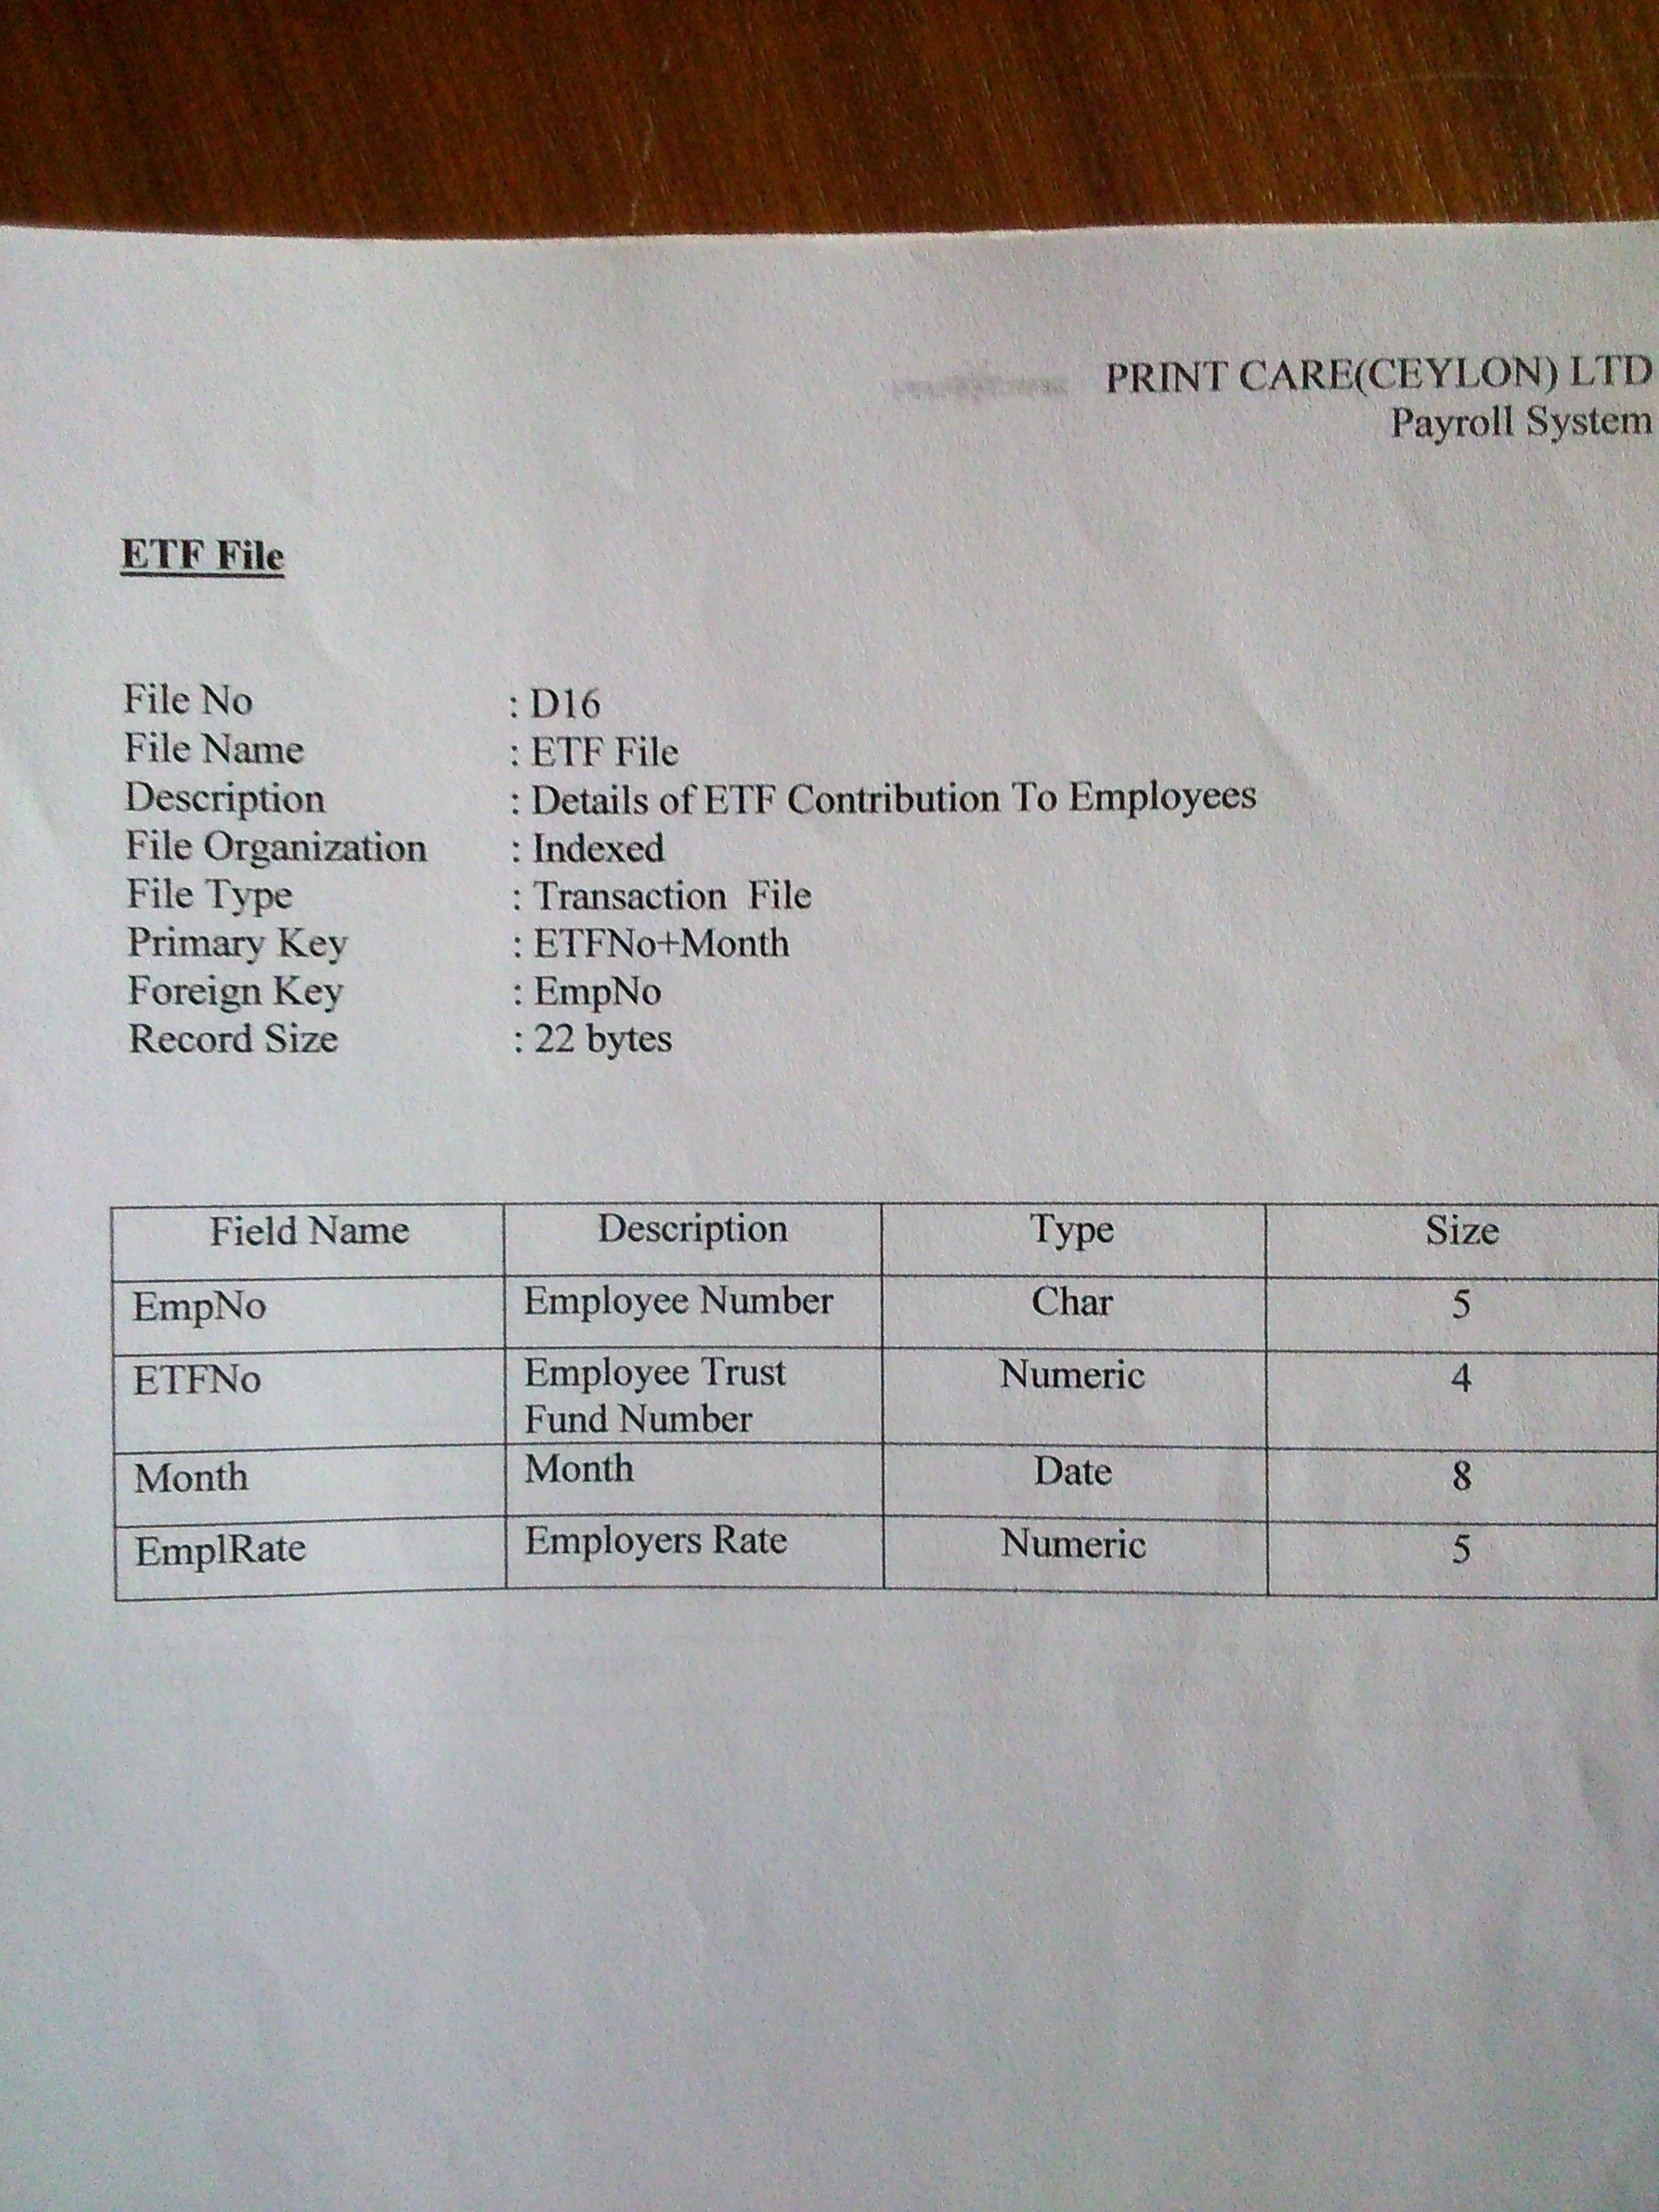 PRINT CARE(CEYLON) LTD
Payroll System
ETF File
File No : D16
File Name : ETF File
Description : Details of ETF Contribution To Employees
File Organization : Indexed
File Type : Transaction File
Primary Key : ETFNo+Month
Foreign Key : EmpNo
Record Size : 22 bytes
Field Name Description Type Size
EmpNo Employee Number Char 5
ETFNo Employee Trust Numeric 4
Fund Number
Month Month Date 8
EmplRate Employers Rate Numeric 5